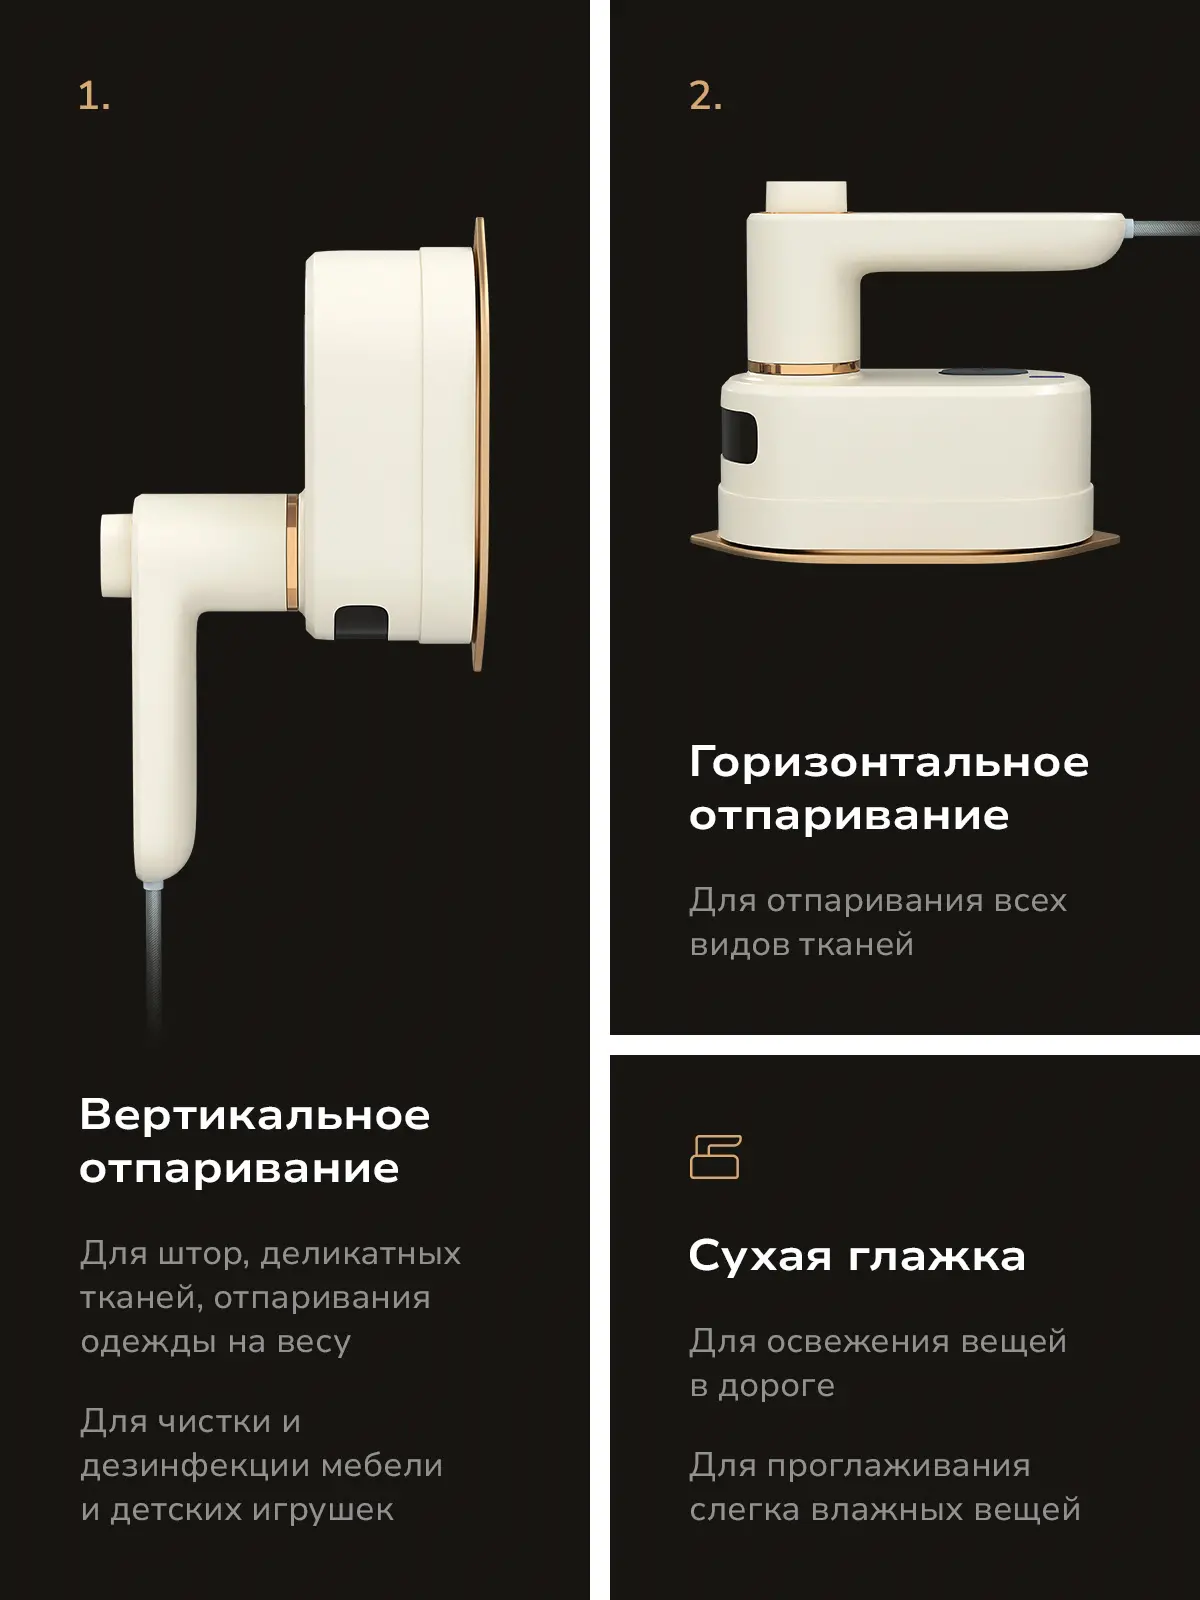 1.
Вертикальное
отпаривание
Для штор, деликатных
тканей, отпаривания
одежды на весу
Для чистки и
дезинфекции мебели
и детских игрушек
2.
Горизонтальное
отпаривание
Для отпаривания всех
видов тканей
Сухая глажка
Для освежения вещей
в дороге
Для проглаживания
слегка влажных вещей